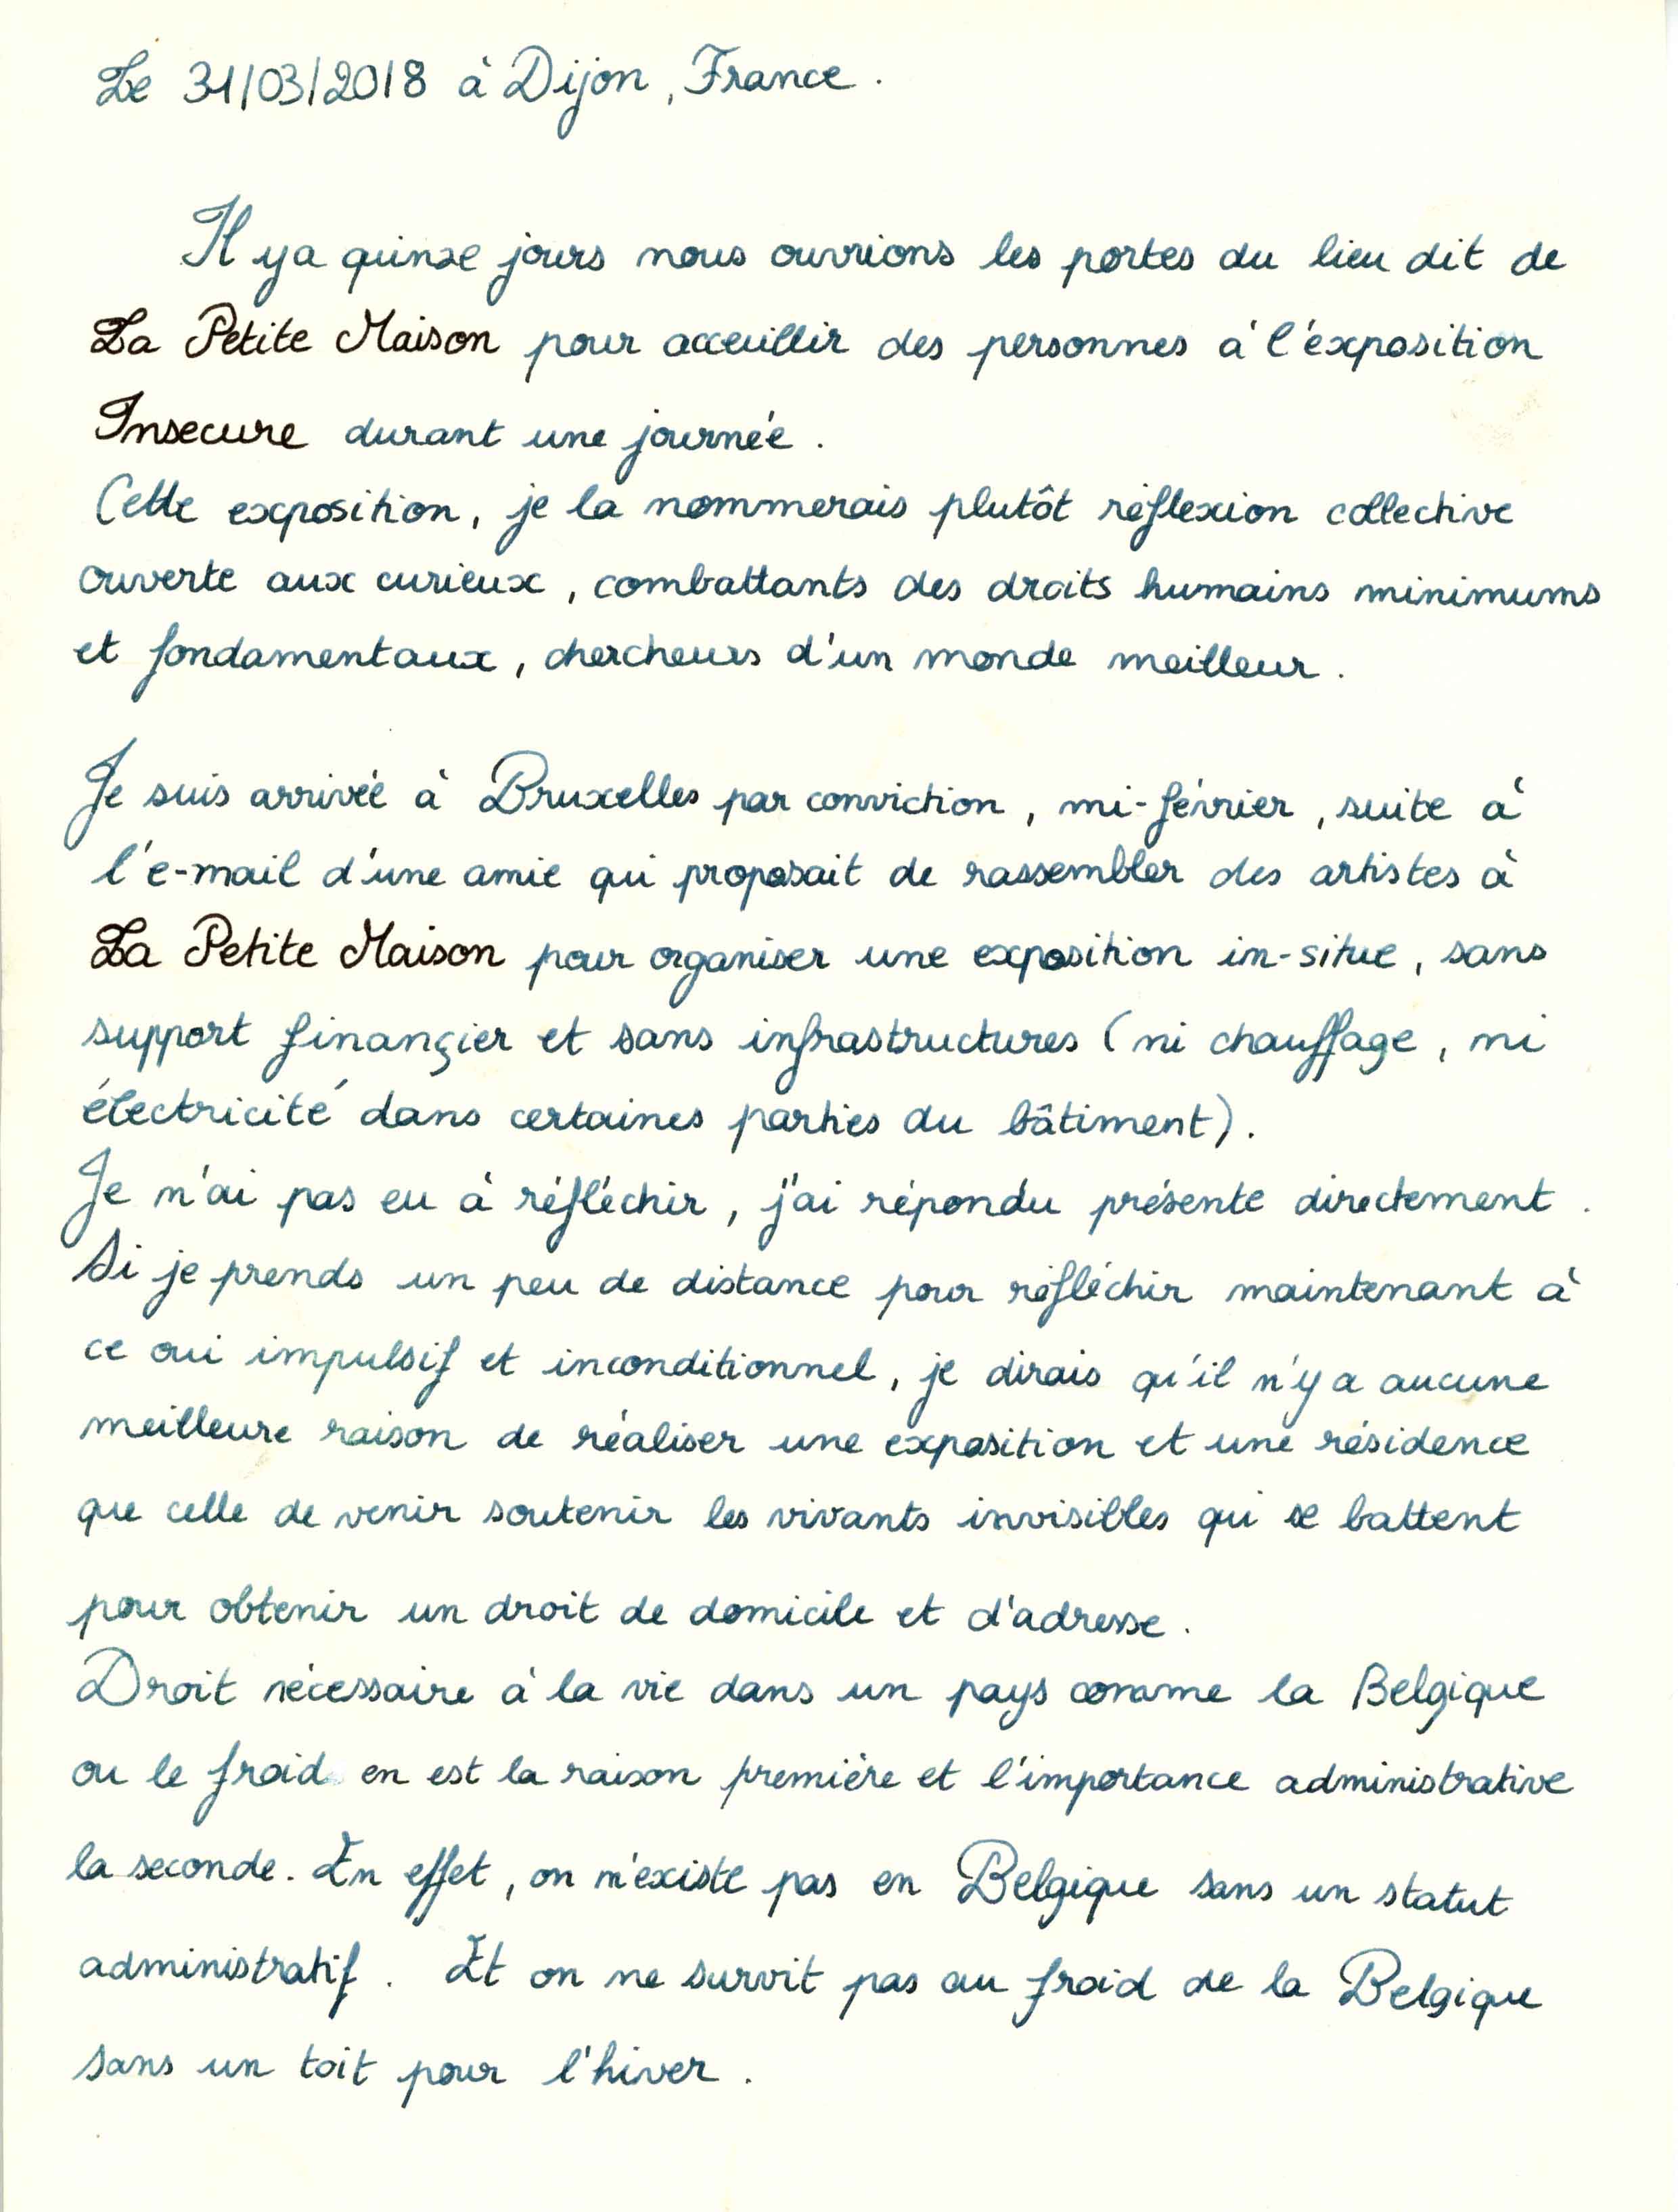 Le 31/03/2018 à Dijon, France.
Il y a quinze jours nous ouvrions les portes du lieu dit de
La Petite Maison pour acceuillir des personnes à l'éxposition
Insecure durant une journée.
Cette exposition, je la nommerais plutôt réflexion collective
ouverte aux curieux, combattants des droits humains minimums
et fondamentaux, chercheurs d'un monde meilleur.
Je suis arrivée à Bruxelles par conviction, mi-février, suite à
l'e-mail d'une amie qui proposait de rassembler des artistes à
La Petite Maison pour organiser une exposition in-situe, sans
support finançier et sans infrastructures (ni chauffage, ni
électricité dans certaines parties du bâtiment).
Je n'ai pas eu à réfléchir, j'ai répondu présente directement.
Si je prends un peu de distance pour réfléchir maintenant à
ce oui impulsif et inconditionnel, je dirais qu'il n'y a aucune
meilleure raison de réaliser une exposition et une résidence
que celle de venir soutenir les vivants invisibles qui se battent
pour obtenir un droit de domicile et d'adresse.
Droit nécessaire à la vie dans un pays comme la Belgique
ou le froid en est la raison première et l'importance administrative
la seconde. En effet, on n'existe pas en Belgique sans un statut
administratif. Et on ne survit pas au froid de la Belgique
sans un toit pour l'hiver.